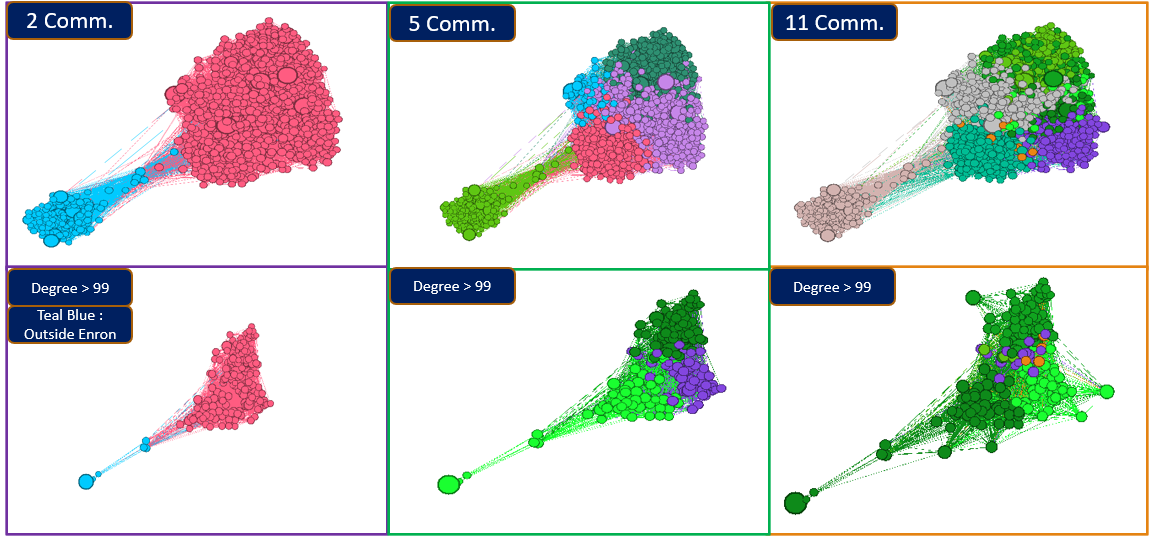 2 Comm.
5 Comm.
11 Comm.
Degree > 99
Teal Blue :
Outside Enron
Degree > 99
Degree > 99